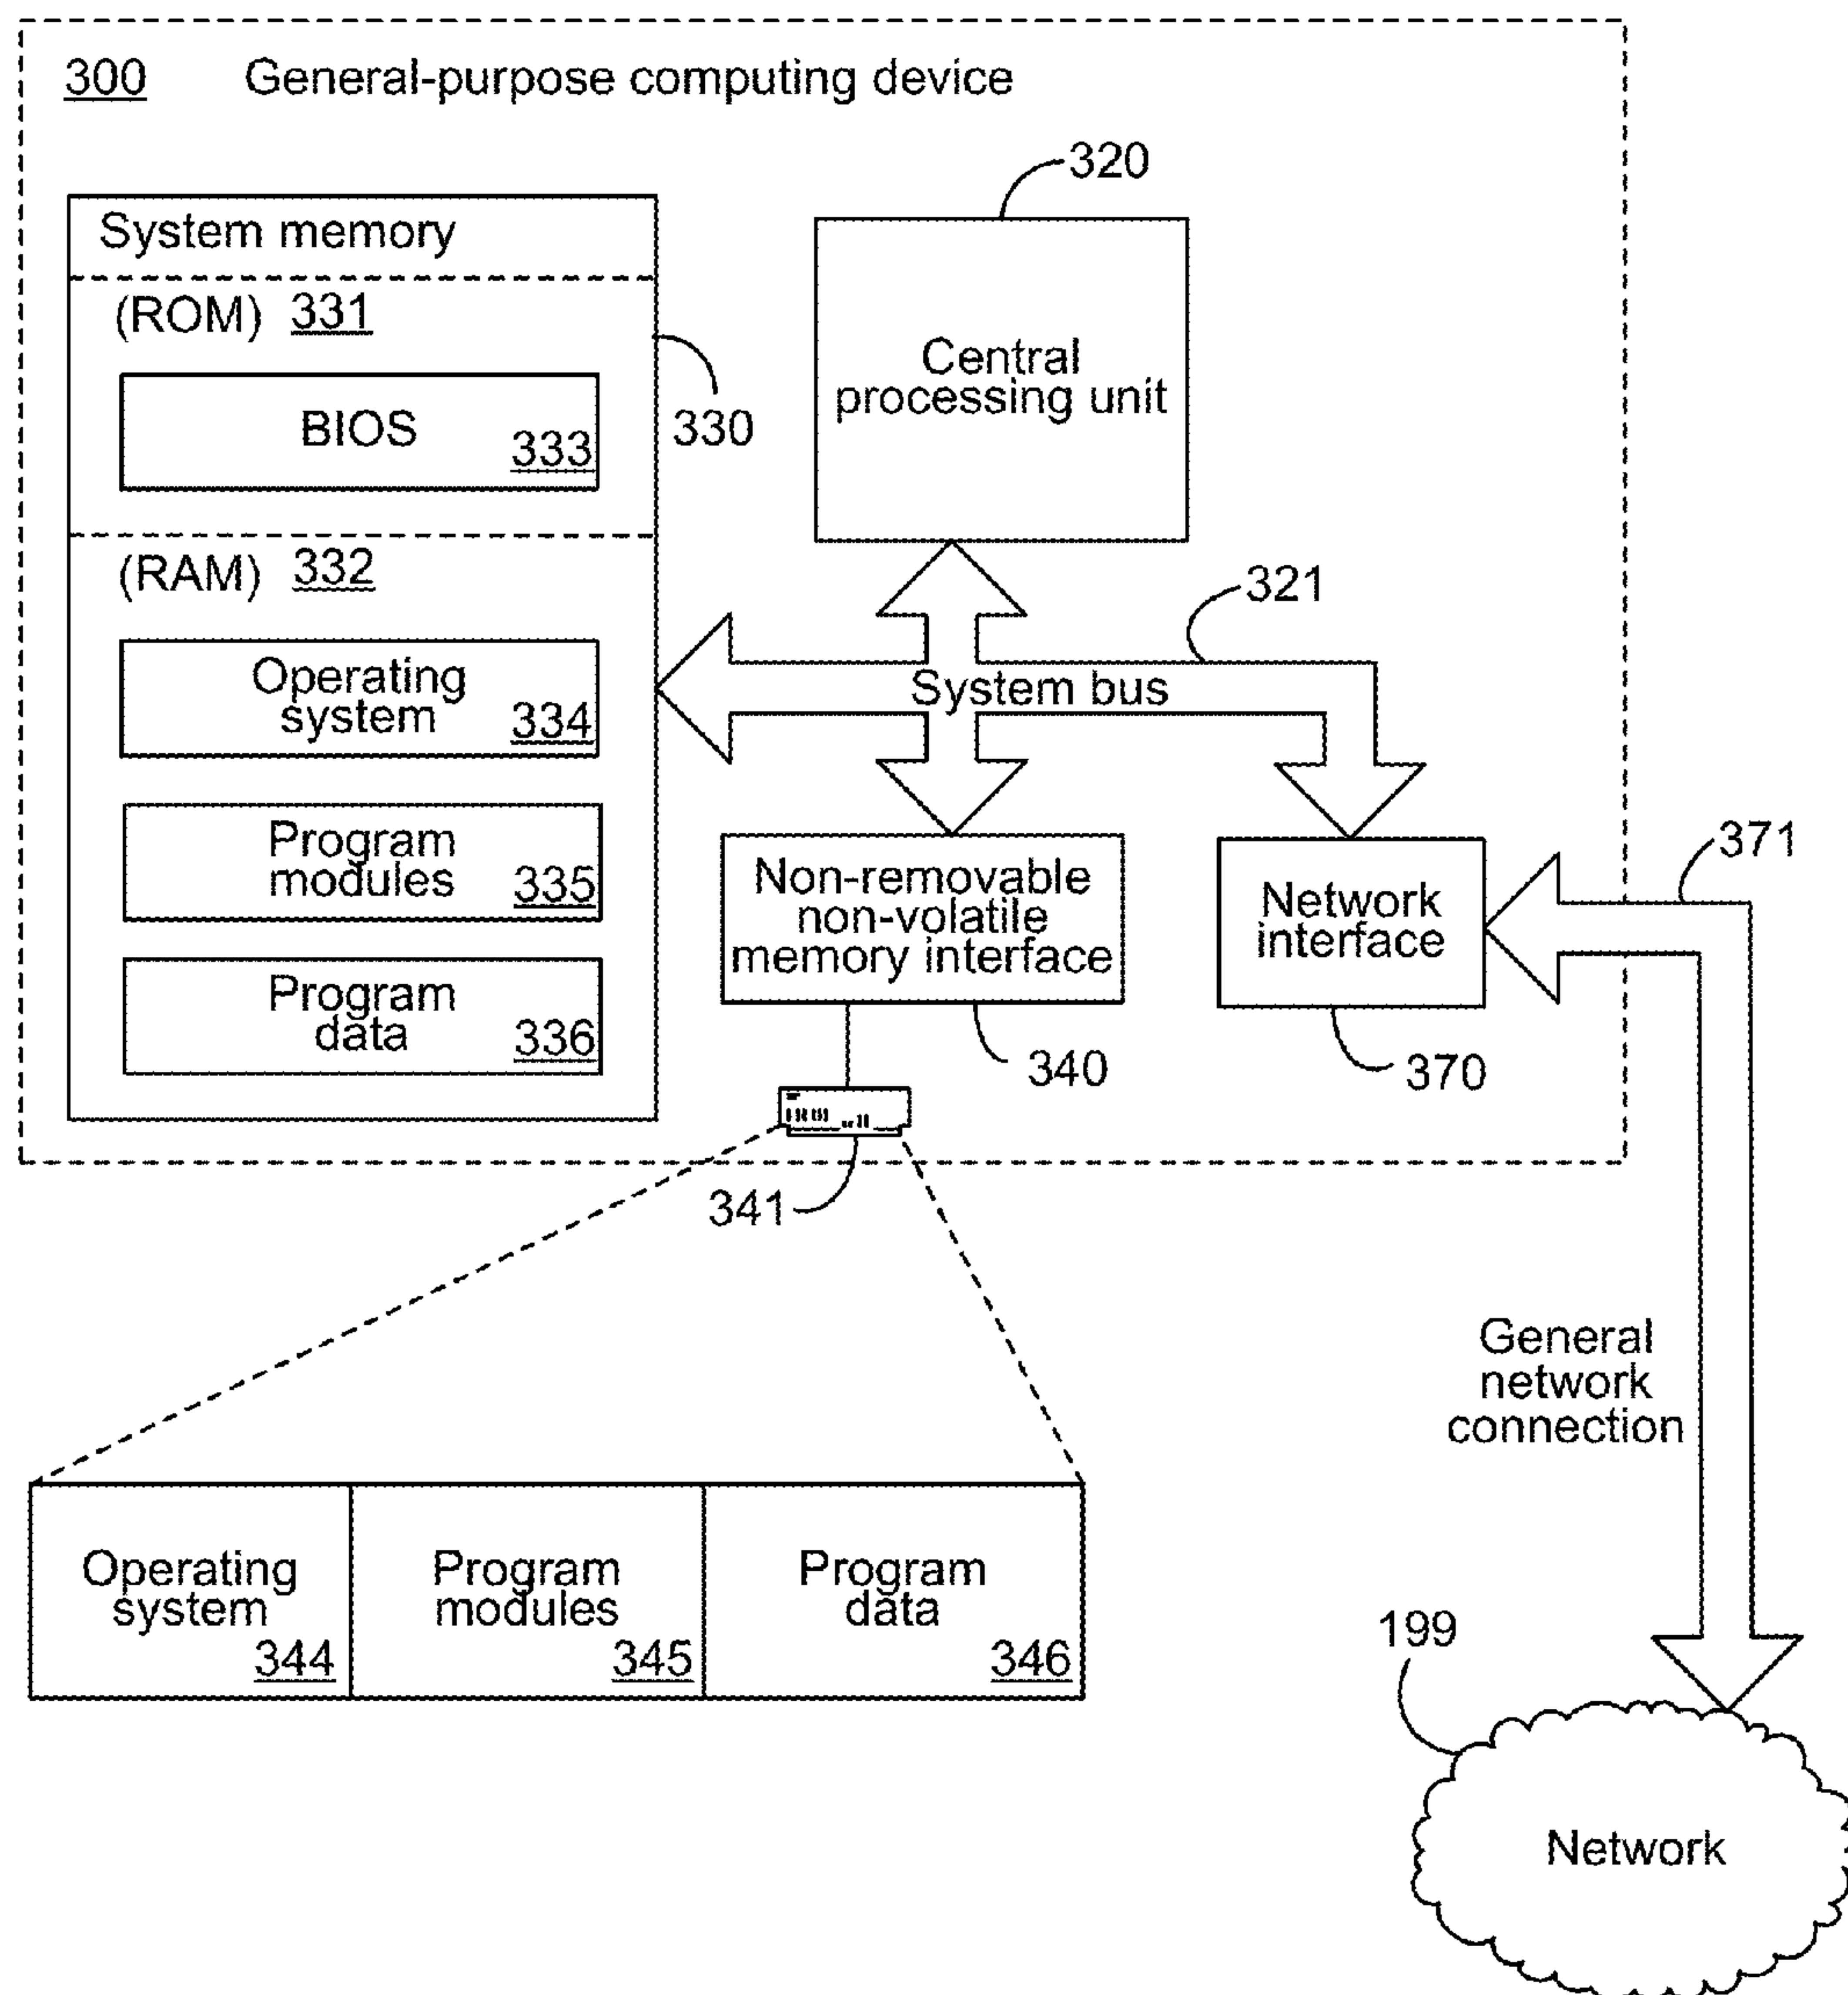 300 General-purpose computing device
320
System memory
(ROM) 331
BIOS 333
330
Central
processing unit
(RAM) 332
Operating
system 334
Program
modules 335
Program
data 336
321
System bus
Non-removable
non-volatile
memory interface
340
Network
interface
370
371
341
General
network
connection
Operating
system
344
Program
modules
345
Program
data
346
199
Network